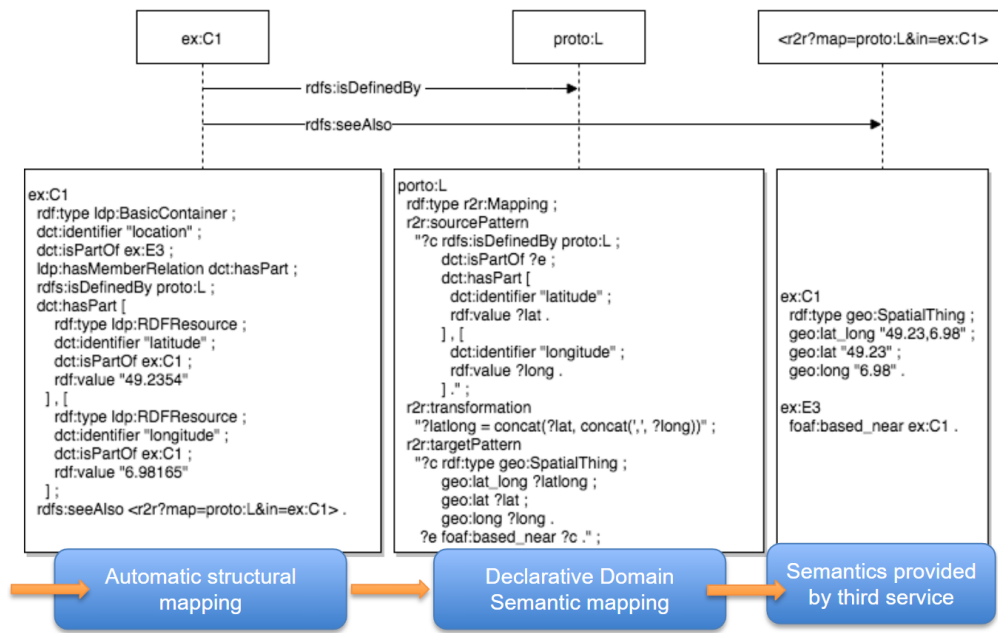 ex:C1
proto:L
<r2r?map=proto:L&in=ex:C1>
rdfs:isDefinedBy
rdfs:seeAlso
ex:C1
rdf:type ldp:BasicContainer ;
dct:identifier "location" ;
dct:isPartOf ex:E3 ;
ldp:hasMemberRelation dct:hasPart ;
rdfs:isDefinedBy proto:L ;
dct:hasPart [
rdf:type ldp:RDFResource ;
dct:identifier "latitude" ;
dct:isPartOf ex:C1 ;
rdf:value "49.2354"
] , [
rdf:type ldp:RDFResource ;
dct:identifier "longitude" ;
dct:isPartOf ex:C1 ;
rdf:value "6.98165"
] ;
rdfs:seeAlso <r2r?map=proto:L&in=ex:C1> .
porto:L
rdf:type r2r:Mapping ;
r2r:sourcePattern
"?c rdfs:isDefinedBy proto:L ;
dct:isPartOf ?e ;
dct:hasPart [
dct:identifier "latitude" ;
rdf:value ?lat .
] , [
dct:identifier "longitude" ;
rdf:value ?long .
] ." ;
r2r:transformation
"?latlong = concat(?lat, concat(',', ?long))" ;
r2r:targetPattern
"?c rdf:type geo:SpatialThing ;
geo:lat_long ?latlong ;
geo:lat ?lat ;
geo:long ?long .
?e foaf:based_near ?c ." ;
ex:C1
rdf:type geo:SpatialThing ;
geo:lat_long "49.23,6.98" ;
geo:lat "49.23" ;
geo:long "6.98" .
ex:E3
foaf:based_near ex:C1 .
Automatic structural
mapping
Declarative Domain
Semantic mapping
Semantics provided
by third service